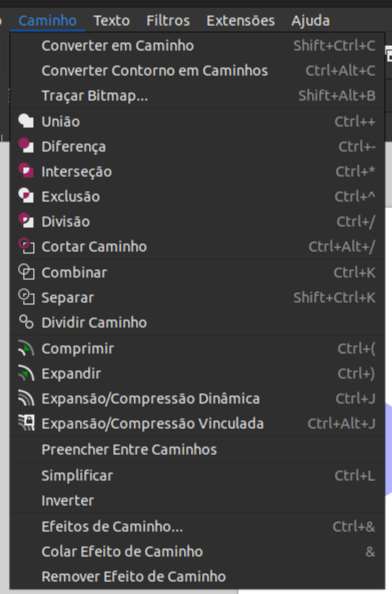 Caminho Texto Filtros Extensões Ajuda
Converter em Caminho Shift+Ctrl+C
Converter Contorno em Caminhos Ctrl+Alt+C
Traçar Bitmap... Shift+Alt+B
União Ctrl++
Diferença Ctrl+-
Interseção Ctrl+*
Exclusão Ctrl+^
Divisão Ctrl+/
Cortar Caminho Ctrl+Alt+/
Combinar Ctrl+K
Separar Shift+Ctrl+K
Dividir Caminho
Comprimir Ctrl+(
Expandir Ctrl+)
Expansão/Compressão Dinâmica Ctrl+J
Expansão/Compressão Vinculada Ctrl+Alt+J
Preencher Entre Caminhos
Simplificar Ctrl+L
Inverter
Efeitos de Caminho... Ctrl+&
Colar Efeito de Caminho &
Remover Efeito de Caminho